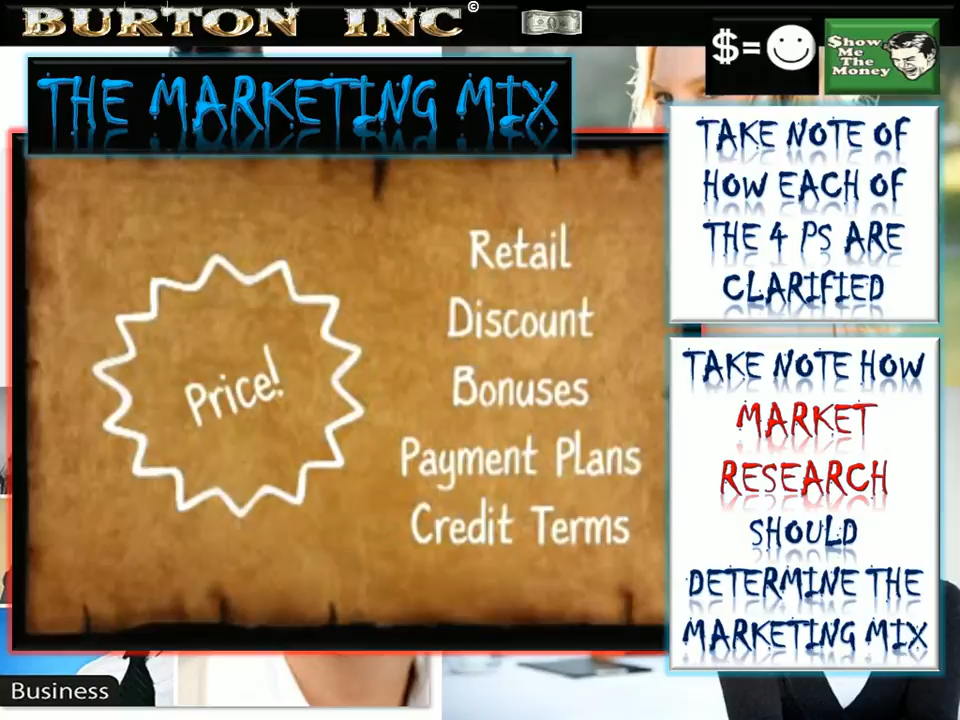 BURTON INC©
$=
Show
Me
The
Money
THE MARKETING MIX
TAKE NOTE OF
HOW EACH OF
THE 4 PS ARE
CLARIFIED
Price!
Retail
Discount
Bonuses
Payment Plans
Credit Terms
TAKE NOTE HOW
MARKET
RESEARCH
SHOULD
DETERMINE THE
MARKETING MIX
Business